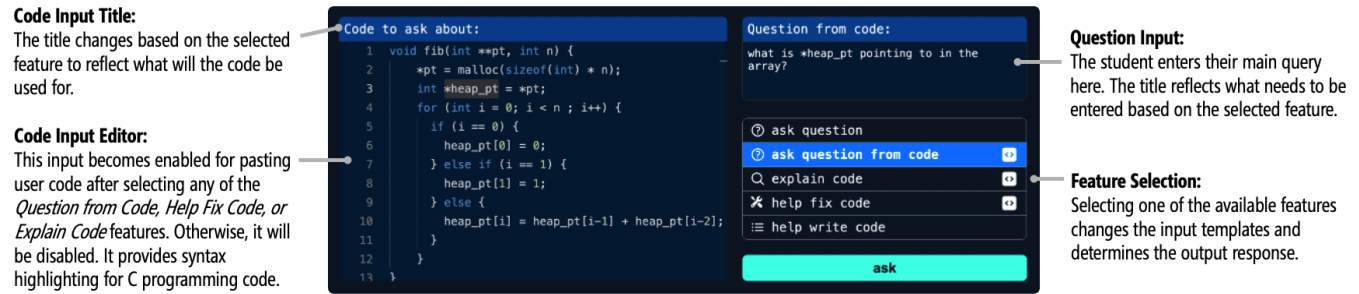 Code Input Title:
The title changes based on the selected
feature to reflect what will the code be
used for.
Code Input Editor:
This input becomes enabled for pasting
user code after selecting any of the
Question from Code, Help Fix Code, or
Explain Code features. Otherwise, it will
be disabled. It provides syntax
highlighting for C programming code.
Code to ask about:
1 void fib(int **pt, int n) {
2 *pt = malloc(sizeof(int) * n);
3 int *heap_pt = *pt;
4 for (int i = 0; i < n ; i++) {
5 if (i == 0) {
6 heap_pt[0] = 0;
7 } else if (i == 1) {
8 heap_pt[1] = 1;
9 } else {
10 heap_pt[i] = heap_pt[i-1] + heap_pt[i-2];
11 }
12 }
13 }
Question from code:
what is *heap_pt pointing to in the
array?
ask question
ask question from code
explain code
help fix code
help write code
ask
Question Input:
The student enters their main query
here. The title reflects what needs to be
entered based on the selected feature.
Feature Selection:
Selecting one of the available features
changes the input templates and
determines the output response.